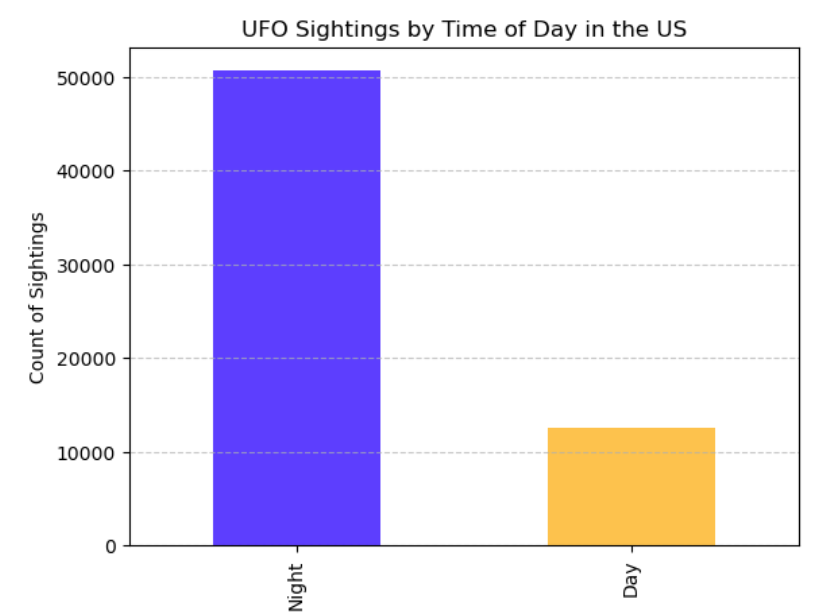 UFO Sightings by Time of Day in the US
50000
40000
30000
20000
10000
0
Count of Sightings
Night
Day